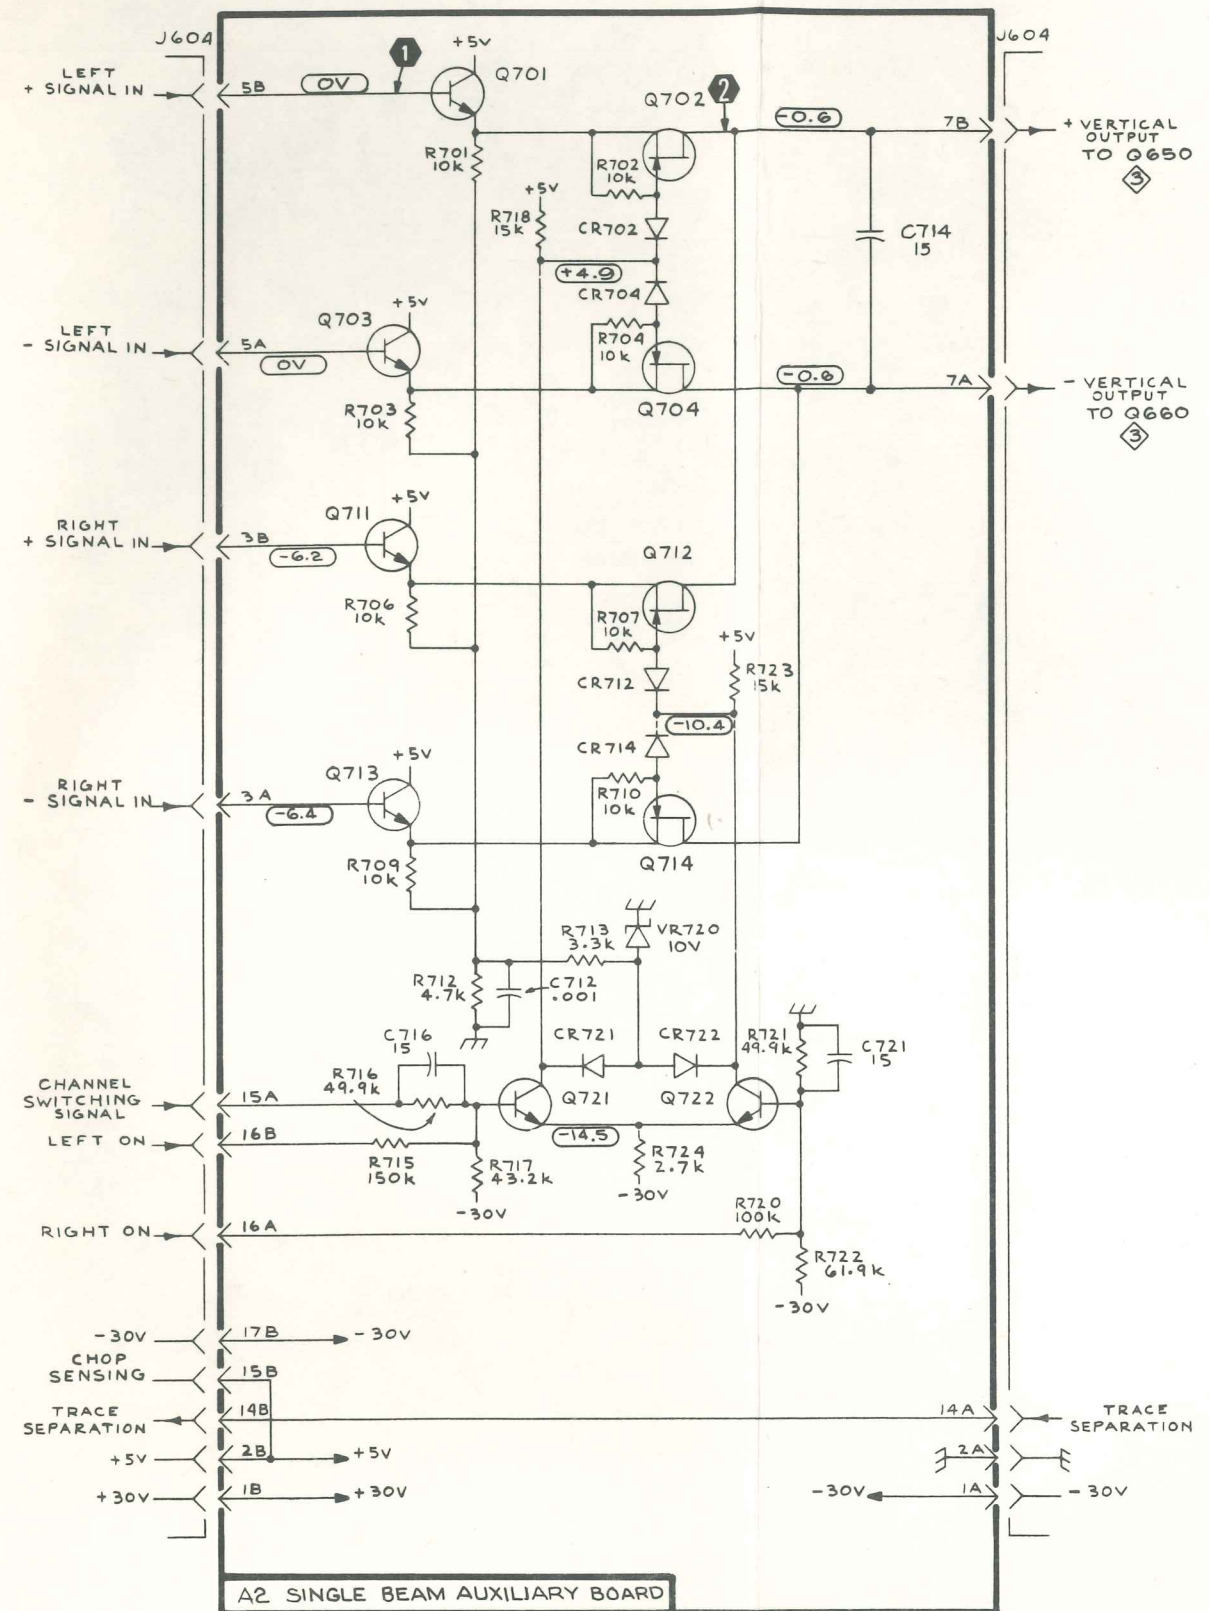 J604
J604
LEFT
+ SIGNAL IN
5B
0V
1
+5V
Q701
Q702
2
-0.6
7B
+ VERTICAL
OUTPUT
TO Q650
3
R701
10k
R702
10k
+5V
R718
15k
CR702
C714
15
+4.9
CR704
+5V
Q703
LEFT
- SIGNAL IN
5A
0V
R704
10k
-0.6
7A
- VERTICAL
OUTPUT
TO Q660
3
Q704
R703
10k
+5V
Q711
RIGHT
+ SIGNAL IN
3B
-6.2
Q712
R706
10k
R707
10k
+5V
R723
15k
CR712
-10.4
CR714
+5V
Q713
RIGHT
- SIGNAL IN
3A
-6.4
R710
10k
Q714
R709
10k
R713
3.3k
VR720
10V
R712
4.7k
C712
.001
C716
15
CR721
CR722
R721
49.9k
C721
15
R716
49.9k
CHANNEL
SWITCHING
SIGNAL
15A
Q721
Q722
LEFT ON
16B
-14.5
R715
150k
R717
43.2k
-30V
R724
2.7k
-30V
R720
100k
RIGHT ON
16A
R722
61.9k
-30V
-30V
17B
-30V
CHOP
SENSING
15B
TRACE
SEPARATION
14B
14A
TRACE
SEPARATION
+5V
2B
+5V
2A
+30V
1B
+30V
-30V
1A
-30V
A2 SINGLE BEAM AUXILIARY BOARD